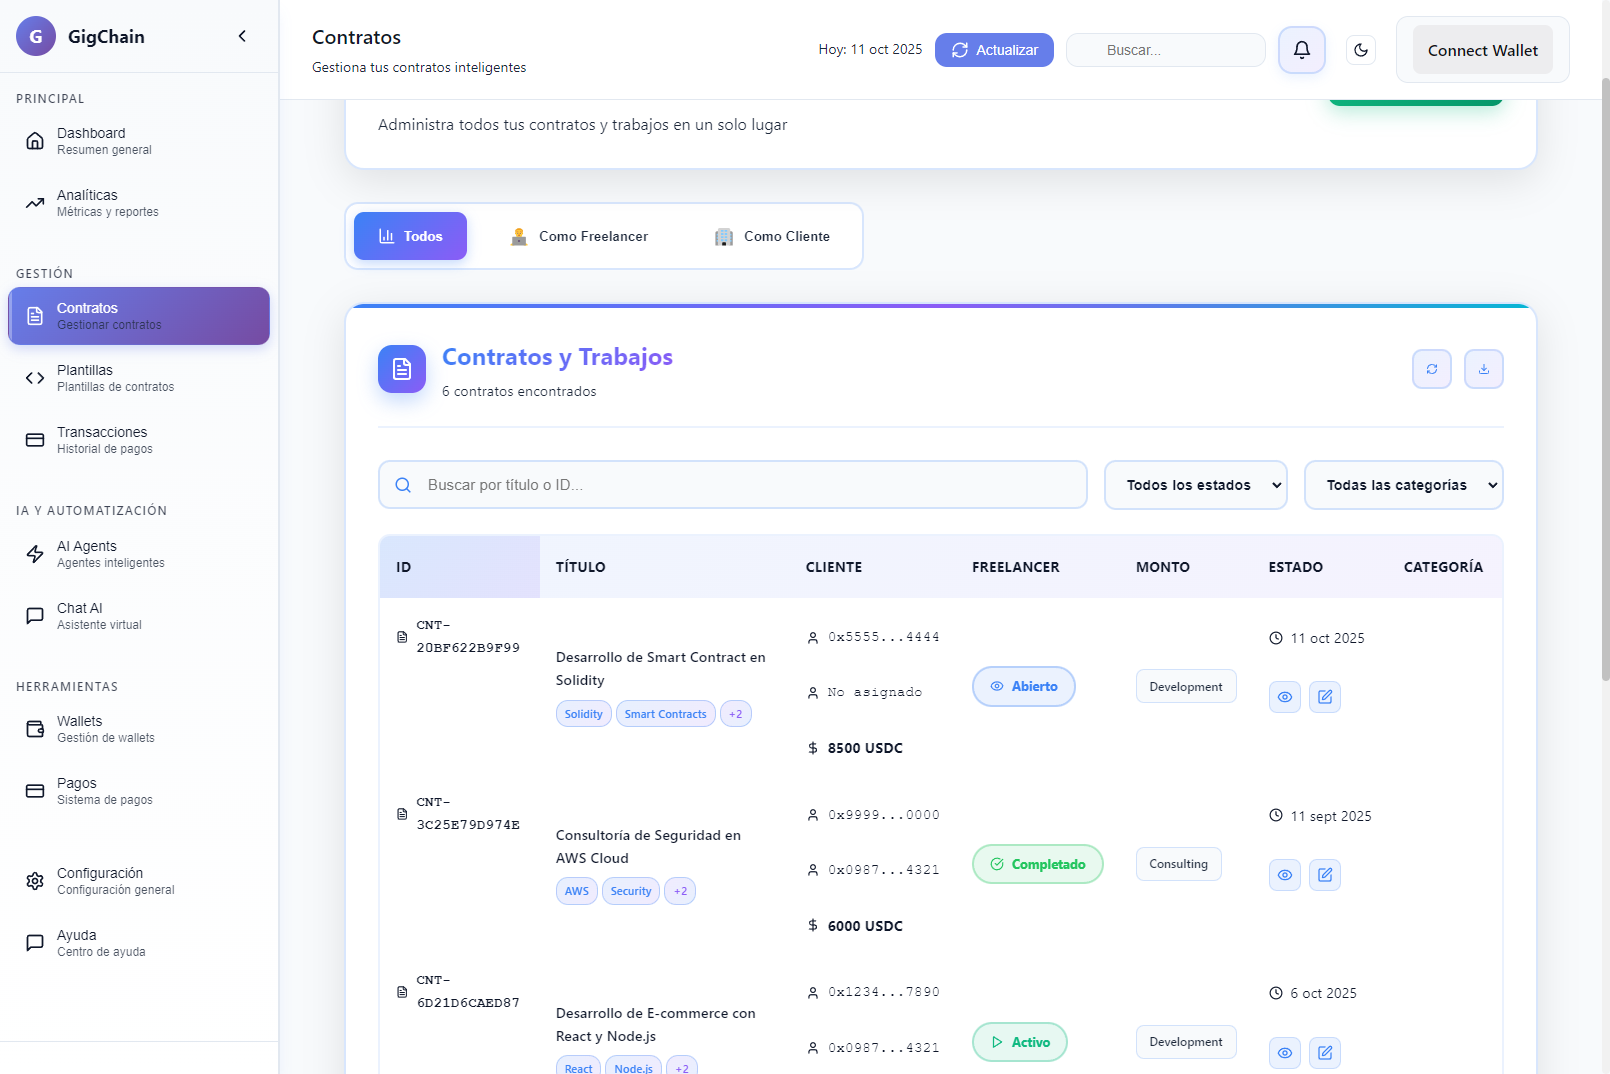 G GigChain
PRINCIPAL
Dashboard
Resumen general
Analíticas
Métricas y reportes
GESTIÓN
Contratos
Gestionar contratos
Plantillas
Plantillas de contratos
Transacciones
Historial de pagos
IA Y AUTOMATIZACIÓN
AI Agents
Agentes inteligentes
Chat AI
Asistente virtual
HERRAMIENTAS
Wallets
Gestión de wallets
Pagos
Sistema de pagos
Configuración
Configuración general
Ayuda
Centro de ayuda
Contratos
Gestiona tus contratos inteligentes
Hoy: 11 oct 2025
Actualizar
Buscar...
Connect Wallet
Administra todos tus contratos y trabajos en un solo lugar
Todos
Como Freelancer
Como Cliente
Contratos y Trabajos
6 contratos encontrados
Buscar por título o ID...
Todos los estados
Todas las categorías
ID TÍTULO CLIENTE FREELANCER MONTO ESTADO CATEGORÍA
CNT-
20BF622B9F99
Desarrollo de Smart Contract en
Solidity
Solidity Smart Contracts +2
0x5555...4444
No asignado
$ 8500 USDC
Abierto
Development
11 oct 2025
CNT-
3C25E79D974E
Consultoría de Seguridad en
AWS Cloud
AWS Security +2
0x9999...0000
0x0987...4321
$ 6000 USDC
Completado
Consulting
11 sept 2025
CNT-
6D21D6CAED87
Desarrollo de E-commerce con
React y Node.js
React Node.js +2
0x1234...7890
0x0987...4321
Activo
Development
6 oct 2025